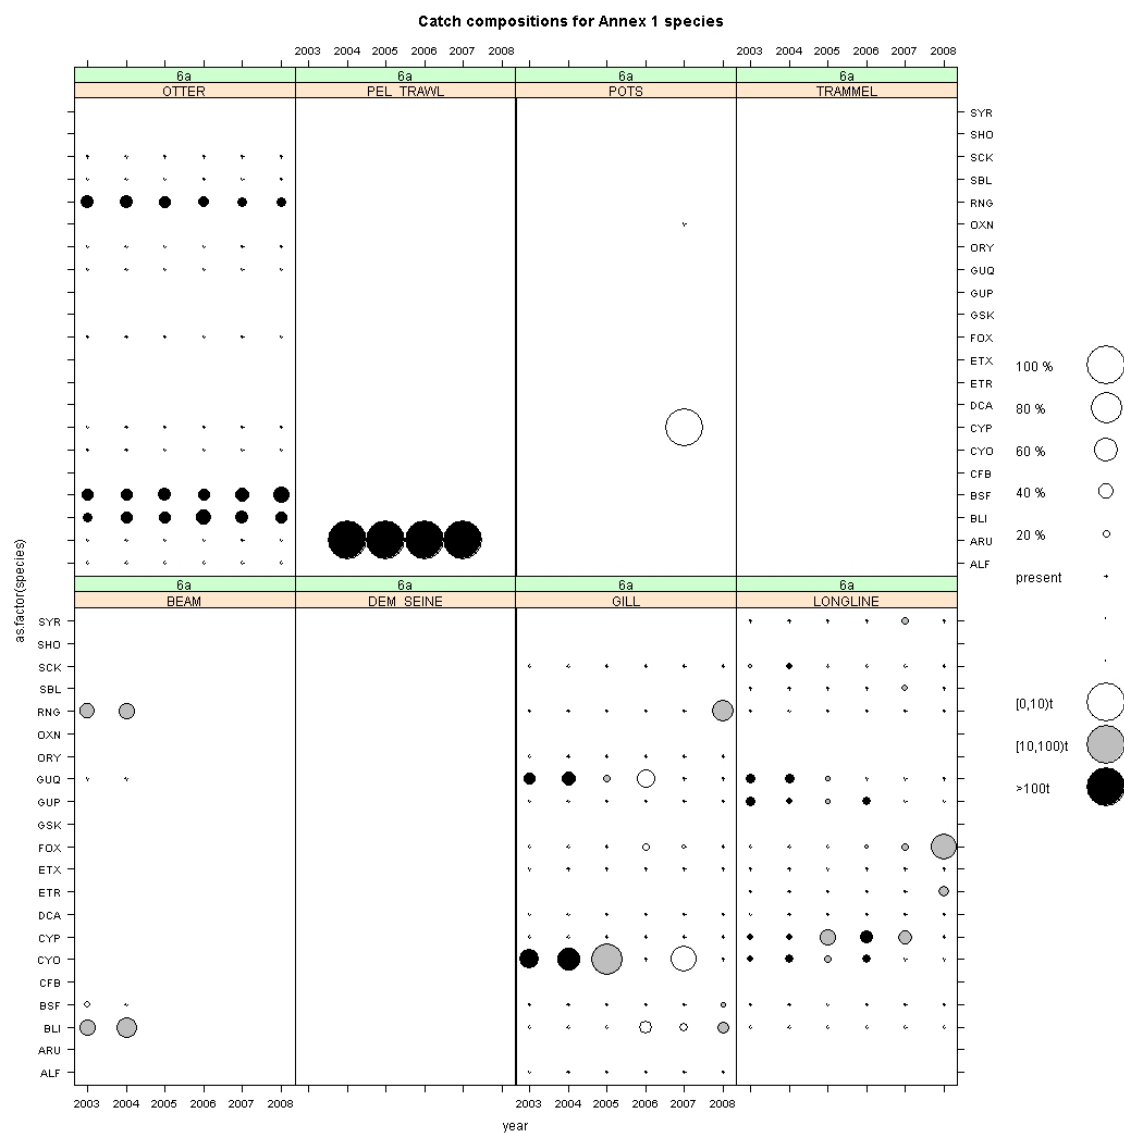 Catch compositions for Annex 1 species
2003 2004 2005 2006 2007 2008
2003 2004 2005 2006 2007 2008
6a 6a 6a 6a
OTTER PEL TRAWL POTS TRAMMEL
SYR
SHO
SCK
SBL
RNG
OXN
ORY
GUQ
GUP
GSK
FOX
ETX
ETR
DCA
CYP
CYO
CFB
BSF
BLI
ARU
ALF
6a 6a 6a 6a
BEAM DEM SEINE GILL LONGLINE
SYR
SHO
SCK
SBL
RNG
OXN
ORY
GUQ
GUP
GSK
FOX
ETX
ETR
DCA
CYP
CYO
CFB
BSF
BLI
ARU
ALF
as.factor(species)
2003 2004 2005 2006 2007 2008
2003 2004 2005 2006 2007 2008
year
100 %
80 %
60 %
40 %
20 %
present
[0,10)t
[10,100)t
>100t